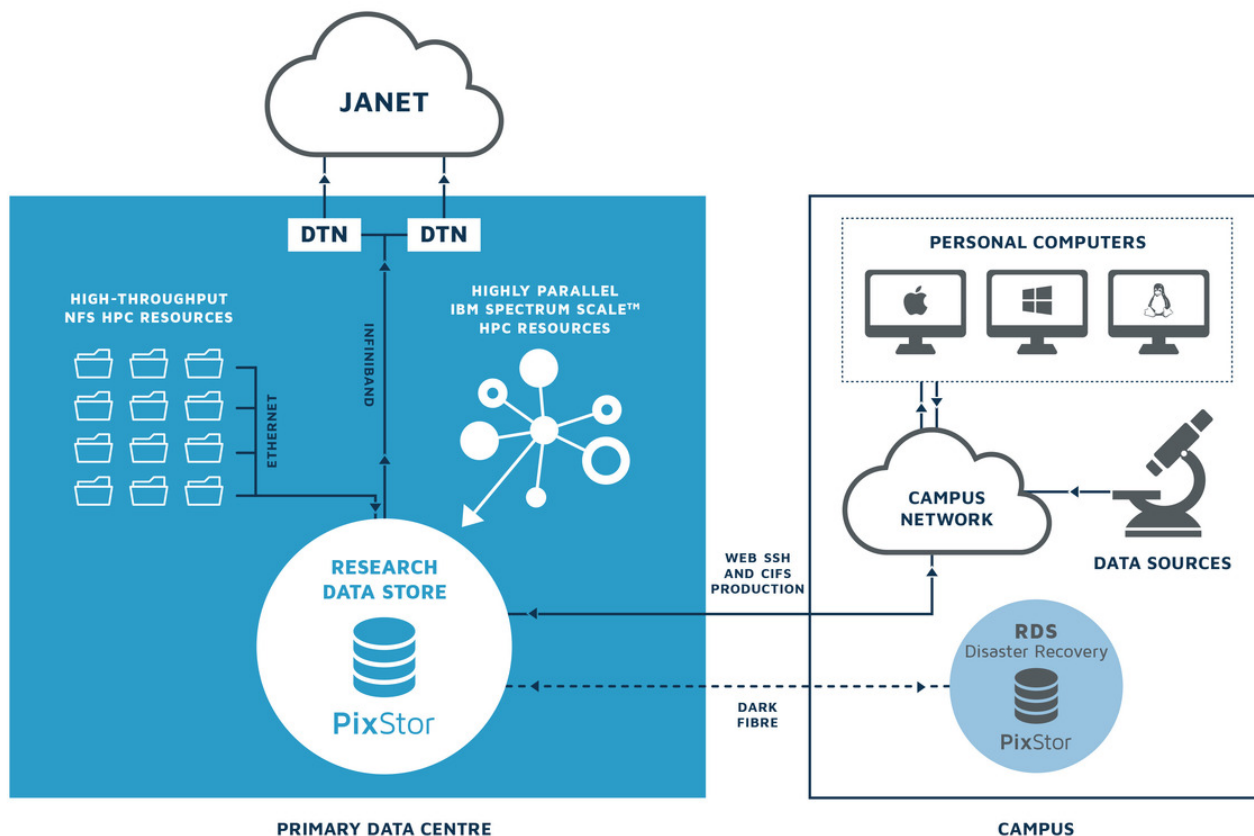 JANET
DTN
DTN
HIGH-THROUGHPUT
NFS HPC RESOURCES
ETHERNET
INFINIBAND
HIGHLY PARALLEL
IBM SPECTRUM SCALE™
HPC RESOURCES
RESEARCH
DATA STORE
PixStor
PRIMARY DATA CENTRE
WEB SSH
AND CIFS
PRODUCTION
DARK
FIBRE
PERSONAL COMPUTERS
CAMPUS
NETWORK
DATA SOURCES
RDS
Disaster Recovery
PixStor
CAMPUS